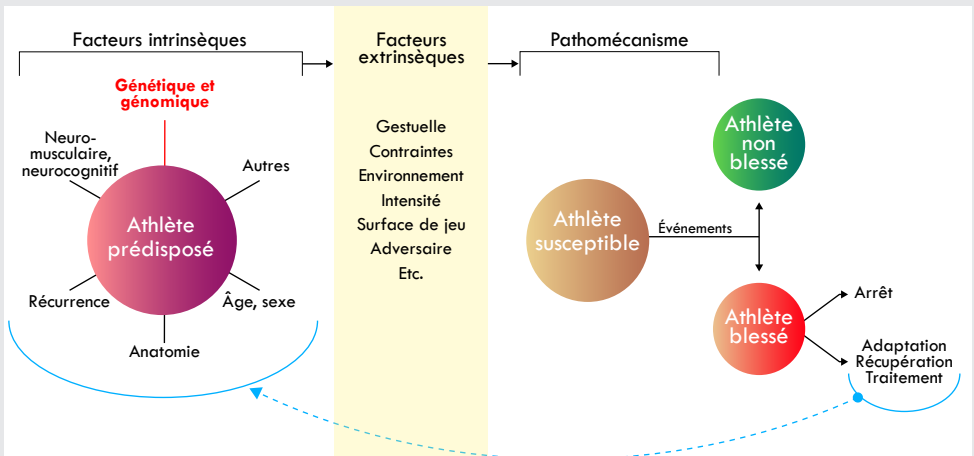 Facteurs intrinsèques
Génétique et
génomique
Neuro-
musculaire,
neurocognitif
Autres
Athlète
prédisposé
Récurrence
Âge, sexe
Anatomie
Facteurs
extrinsèques
Gestuelle
Contraintes
Environnement
Intensité
Surface de jeu
Adversaire
Etc.
Pathomécanisme
Athlète
susceptible
Événements
Athlète
non
blessé
Athlète
blessé
Arrêt
Adaptation
Récupération
Traitement